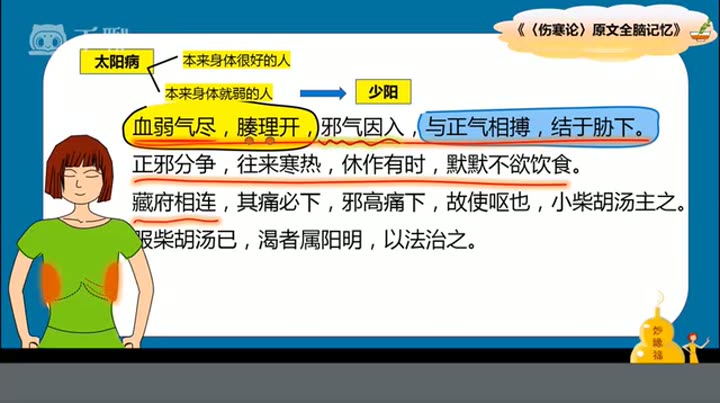 千聊
《〈伤寒论〉原文全脑记忆》
太阳病
本来身体很好的人
本来身体就弱的人
少阳
血弱气尽，腠理开，邪气因入，与正气相搏，结于胁下。
正邪分争，往来寒热，休作有时，默默不欲饮食。
藏府相连，其痛必下，邪高痛下，故使呕也，小柴胡汤主之。
服柴胡汤已，渴者属阳明，以法治之。